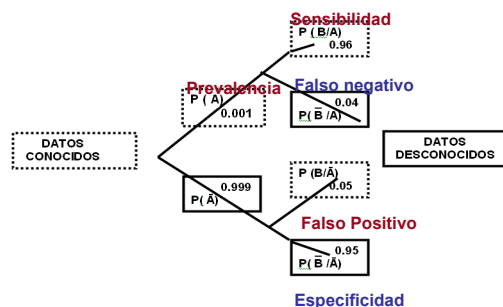 Sensibilidad
P ( B/A)
0.96
Prevalencia
Falso negativo
P ( A)
0.001
0.04
P( B̅ /A)
DATOS
CONOCIDOS
DATOS
DESCONOCIDOS
P (B/Ā)
0.05
0.999
P( Ā)
Falso Positivo
0.95
P( B̅ /Ā)
Especificidad